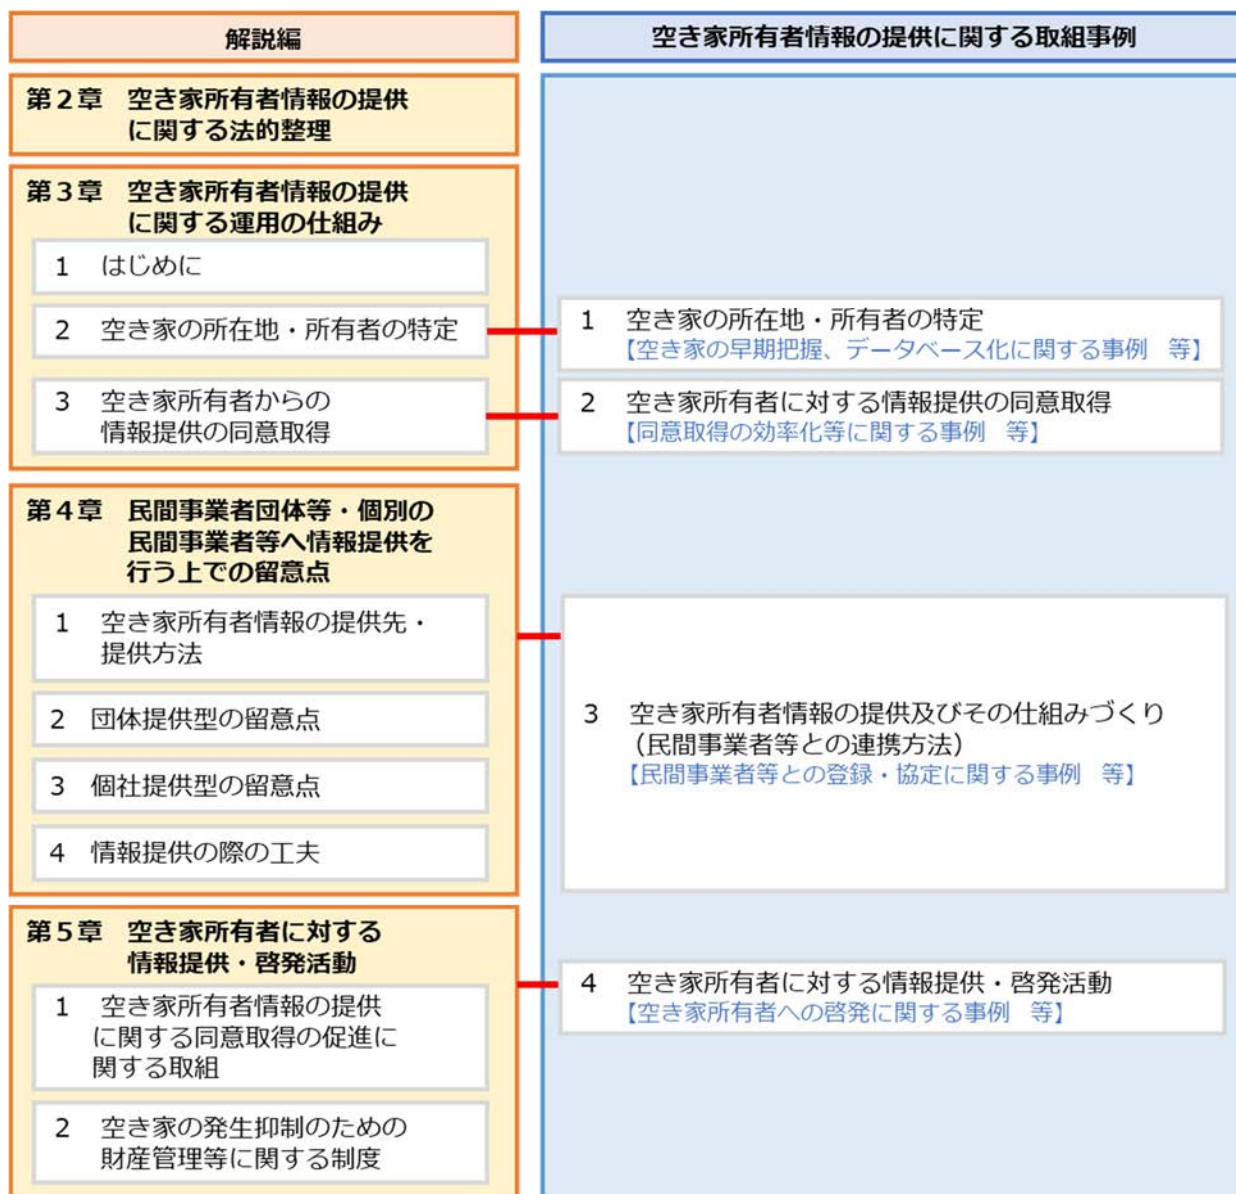 解説編
第２章　空き家所有者情報の提供
に関する法的整理
第３章　空き家所有者情報の提供
に関する運用の仕組み
1　はじめに
2　空き家の所在地・所有者の特定
3　空き家所有者からの
情報提供の同意取得
第４章　民間事業者団体等・個別の
民間事業者等へ情報提供を
行う上での留意点
1　空き家所有者情報の提供先・
提供方法
2　団体提供型の留意点
3　個社提供型の留意点
4　情報提供の際の工夫
第５章　空き家所有者に対する
情報提供・啓発活動
1　空き家所有者情報の提供
に関する同意取得の促進に
関する取組
2　空き家の発生抑制のための
財産管理等に関する制度
空き家所有者情報の提供に関する取組事例
1　空き家の所在地・所有者の特定
【空き家の早期把握、データベース化に関する事例　等】
2　空き家所有者に対する情報提供の同意取得
【同意取得の効率化等に関する事例　等】
3　空き家所有者情報の提供及びその仕組みづくり
（民間事業者等との連携方法）
【民間事業者等との登録・協定に関する事例　等】
4　空き家所有者に対する情報提供・啓発活動
【空き家所有者への啓発に関する事例　等】